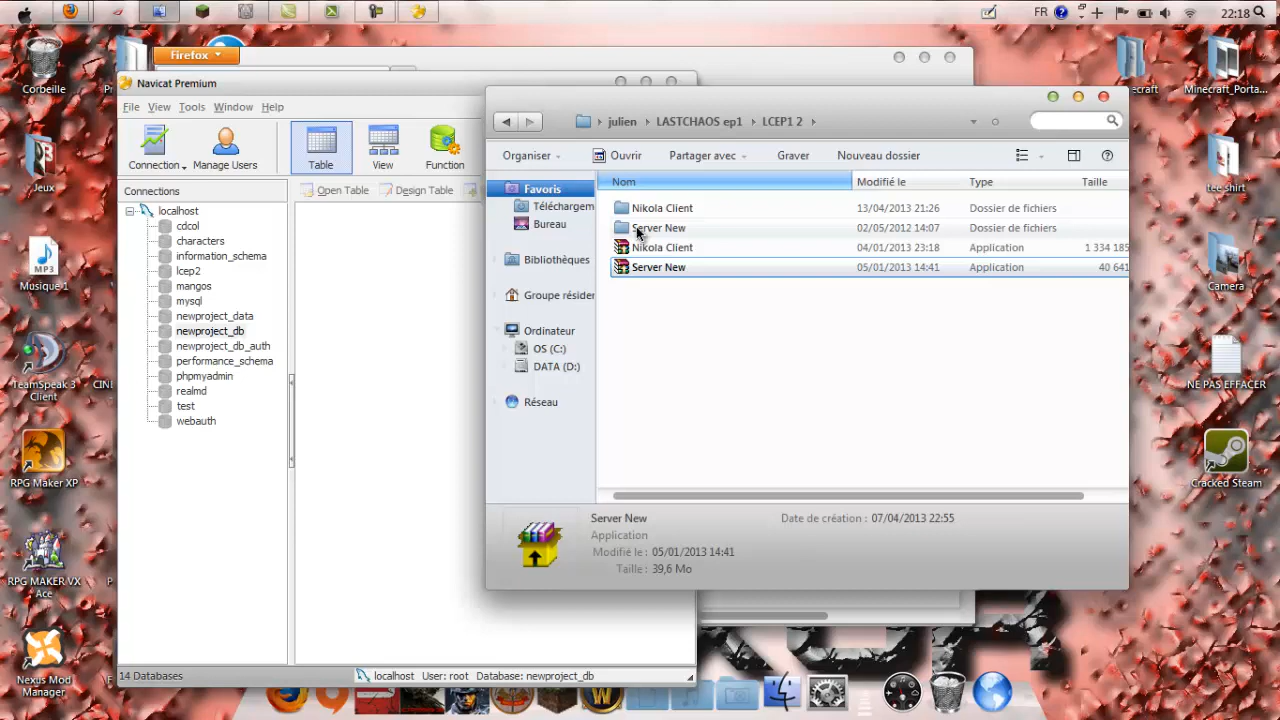 FR
22:18
Corbeille
Jeux
MP3
Musique 1
TeamSpeak 3
Client
CINI
RPG Maker XP
RPG MAKER VX
Ace
Nexus Mod
Manager
Firefox
Navicat Premium
File View Tools Window Help
Connection Manage Users Table View Function
Connections
Open Table Design Table
localhost
cdcol
characters
information_schema
lcep2
mangos
mysql
newproject_data
newproject_db
newproject_db_auth
performance_schema
phpmyadmin
realmd
test
webauth
14 Databases localhost User: root Database: newproject_db
julien LASTCHAOS ep1 LCEP1 2
Organiser Ouvrir Partager avec Graver Nouveau dossier
Favoris
Téléchargem
Bureau
Bibliothèques
Groupe résider
Ordinateur
OS (C:)
DATA (D:)
Réseau
Nom Modifié le Type Taille
Nikola Client 13/04/2013 21:26 Dossier de fichiers
Server New 02/05/2012 14:07 Dossier de fichiers
Nikola Client 04/01/2013 23:18 Application 1 334 185
Server New 05/01/2013 14:41 Application 40 641
Server New Date de création : 07/04/2013 22:55
Application
Modifié le : 05/01/2013 14:41
Taille : 39,6 Mo
ecraft
Minecraft_Porta...
tee shirt
Camera
NE PAS EFFACER
Cracked Steam